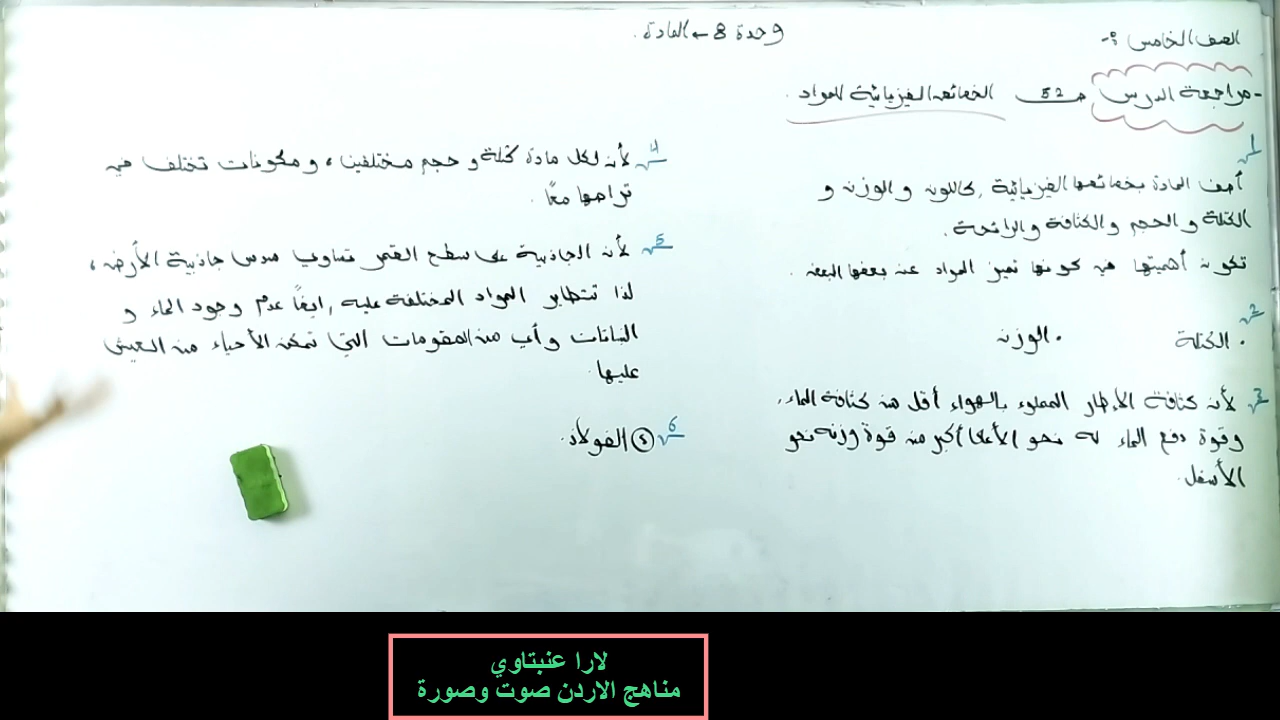 الصف الخامس :-
وحدة 8 ← المادة.
- مراجعة الدرس ص 52 الخصائص الفيزيائية للمواد.
1
أصف المادة بخصائصها الفيزيائية، كاللون والوزن و
الكتلة والحجم والكثافة والرائحة.
تكون أهميتها في كونها تميز المواد عن بعضها البعض.
2
. الكتلة . الوزن
3 لأن كثافة الإطار المملوء بالهواء أقل من كثافة الماء،
وقوة دفع الماء له نحو الأعلى أكبر من قوة وزنه نحو
الأسفل.
4 لأن لكل مادة كتلة وحجم مختلفين، ومكونات تختلف في
تراصها معًا.
5 لأن الجاذبية على سطح القمر تساوي سدس جاذبية الأرض،
لذا تتطاير المواد المختلفة عليه، ايضًا عدم وجود الماء و
النباتات وأي من المقومات التي تمكن الأحياء من العيش
عليها.
6 ④ الفولاذ.
لارا عنبتاوي
مناهج الاردن صوت وصورة